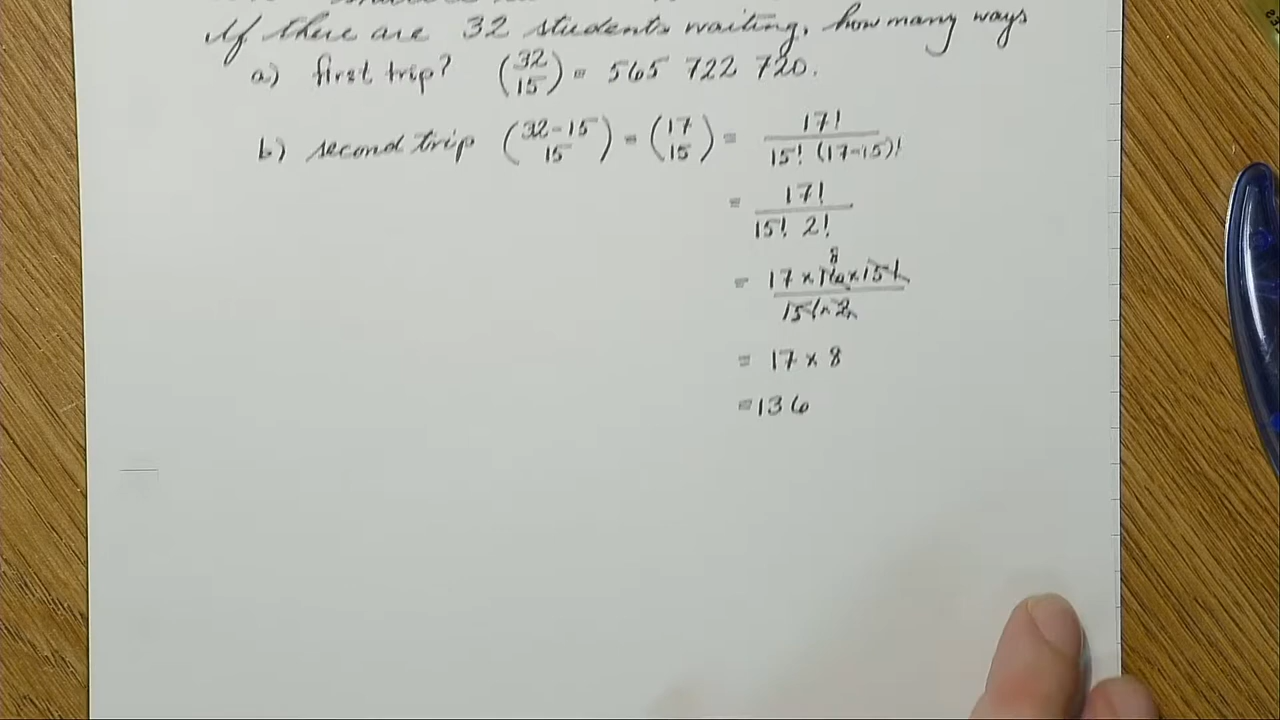 If there are 32 students waiting, how many ways
a) first trip? (32 15) = 565 722 720.
b) second trip (32-15 15) = (17 15) = 17! / 15! (17-15)!
= 17! / 15! 2!
8
= 17 × 16 × 15! / 15! × 2
= 17 × 8
= 136